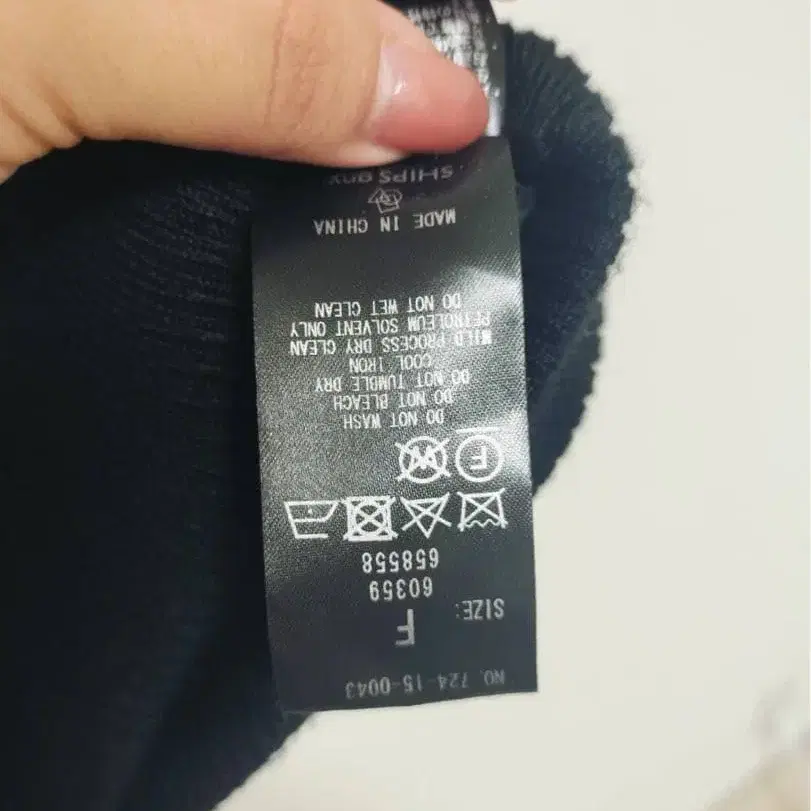 NO. 724-15-0043
SIZE: F
60359
658558
F
W
DO NOT WASH
DO NOT BLEACH
DO NOT TUMBLE DRY
COOL IRON
MILD PROCESS DRY CLEAN
PETROLEUM SOLVENT ONLY
DO NOT WET CLEAN
MADE IN CHINA
SHIPS any